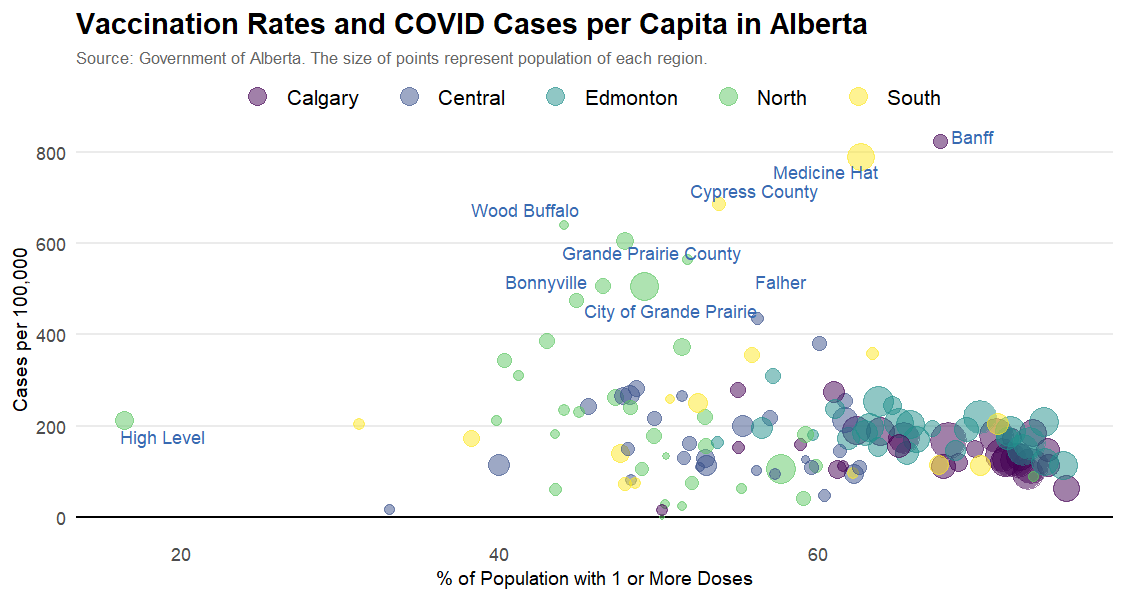 Vaccination Rates and COVID Cases per Capita in Alberta
Source: Government of Alberta. The size of points represent population of each region.
Calgary Central Edmonton North South
Banff
800
Medicine Hat
Cypress County
Wood Buffalo
600
Grande Prairie County
Bonnyville Falher
City of Grande Prairie
400
Cases per 100,000
200
High Level
0
20 40 60
% of Population with 1 or More Doses